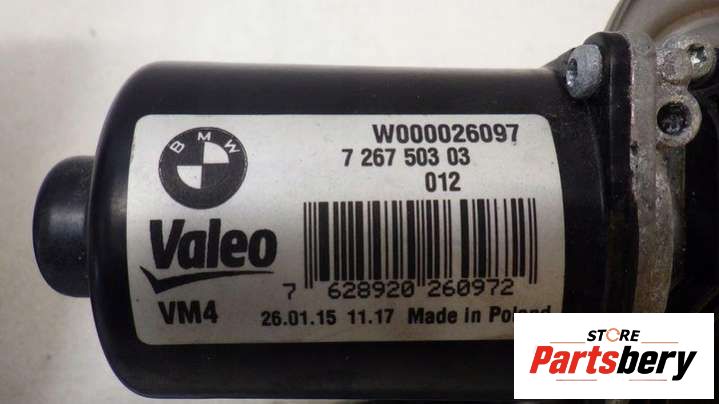 BMW
W000026097
7 267 503 03
012
Valeo
7 628920 260972
VM4
26.01.15 11.17 Made in Poland
STORE
Partsbery